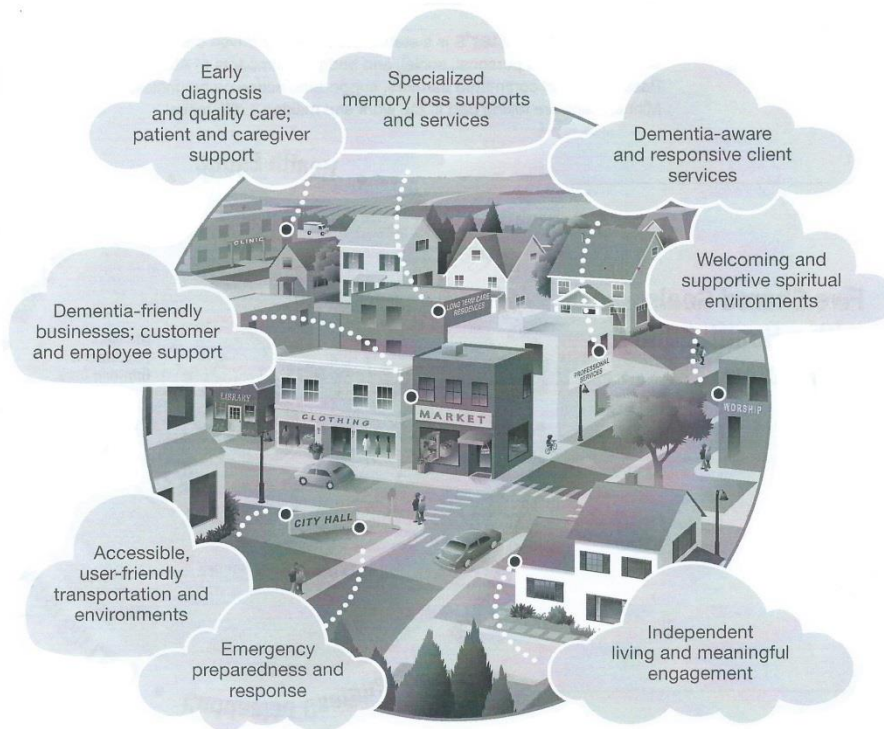 Early
diagnosis
and quality care;
patient and caregiver
support
Specialized
memory loss supports
and services
Dementia-aware
and responsive client
services
Welcoming and
supportive spiritual
environments
Dementia-friendly
businesses; customer
and employee support
CLINIC
LONG TERM CARE
RESIDENCES
PROFESSIONAL
SERVICES
LIBRARY
CLOTHING
MARKET
WORSHIP
CITY HALL
Accessible,
user-friendly
transportation and
environments
Emergency
preparedness and
response
Independent
living and meaningful
engagement